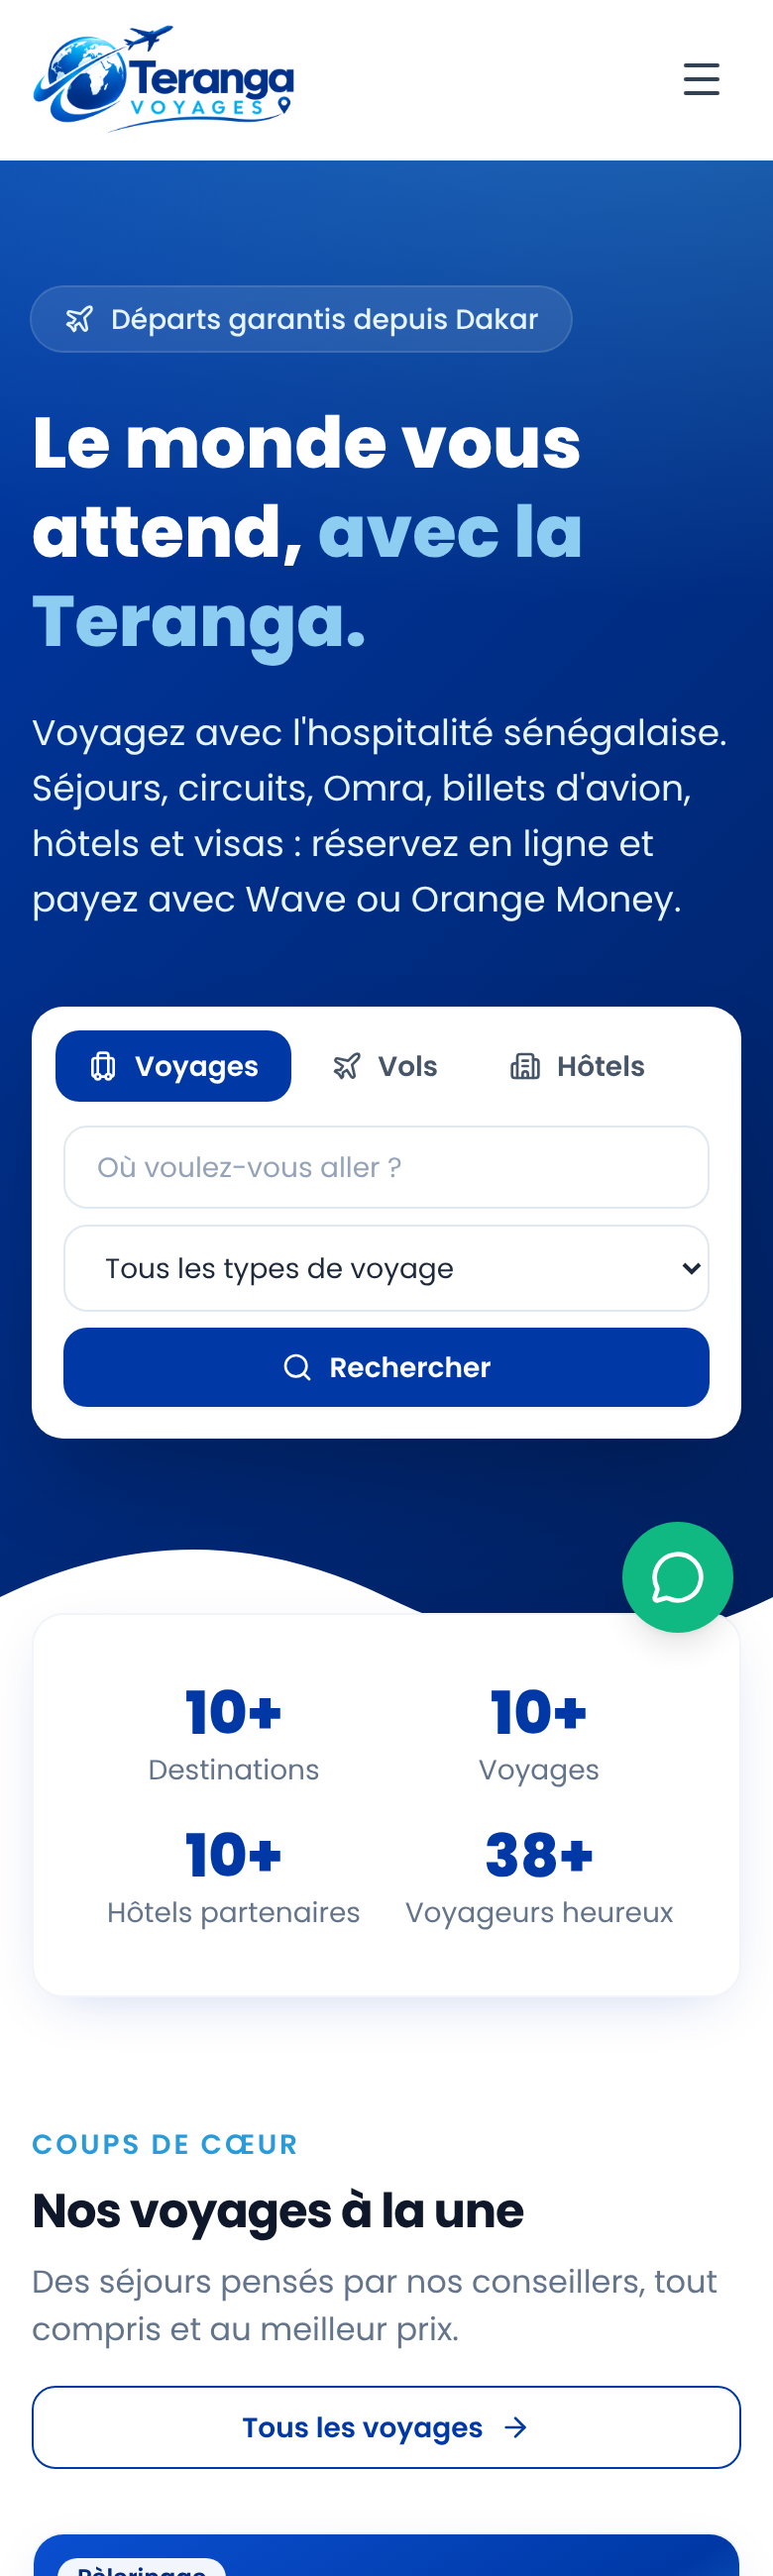 Teranga
VOYAGES
Départs garantis depuis Dakar
Le monde vous
attend, avec la
Teranga.
Voyagez avec l'hospitalité sénégalaise.
Séjours, circuits, Omra, billets d'avion,
hôtels et visas : réservez en ligne et
payez avec Wave ou Orange Money.
Voyages Vols Hôtels
Où voulez-vous aller ?
Tous les types de voyage
Rechercher
10+ 10+
Destinations Voyages
10+ 38+
Hôtels partenaires Voyageurs heureux
COUPS DE CŒUR
Nos voyages à la une
Des séjours pensés par nos conseillers, tout
compris et au meilleur prix.
Tous les voyages
Pèlerinage